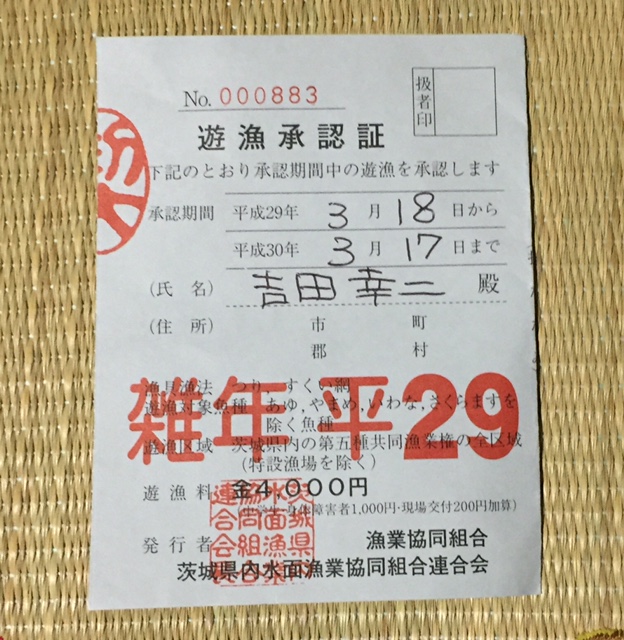 No. 000883
扱者印
遊漁承認証
下記のとおり承認期間中の遊漁を承認します
承認期間 平成29年 3月18日から
平成30年 3月17日まで
(氏 名) 吉田幸二 殿
(住 所) 市 町
郡 村
漁具漁法 つり, すくい網
雑年 平29
遊漁対象魚種 あゆ,やまめ,いわな,さくらますを
除く魚種
遊漁区域 茨城県内の第五種共同漁業権の全区域
(特設漁場を除く)
遊漁料 金4,000円
(中学生・身体障害者1,000円・現場交付200円加算)
発行者 漁業協同組合
茨城県内水面漁業協同組合連合会